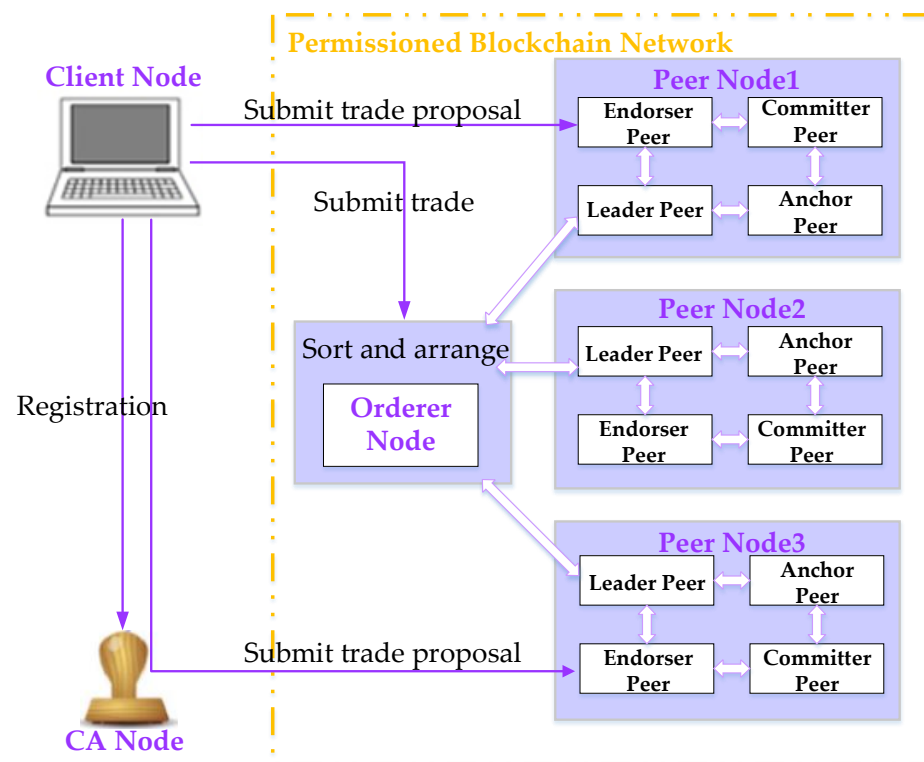 Permissioned Blockchain Network
Client Node
Submit trade proposal
Submit trade
Registration
CA Node
Sort and arrange
Orderer
Node
Peer Node1
Endorser
Peer
Committer
Peer
Leader Peer
Anchor
Peer
Peer Node2
Leader Peer
Anchor
Peer
Endorser
Peer
Committer
Peer
Peer Node3
Leader Peer
Anchor
Peer
Submit trade proposal
Endorser
Peer
Committer
Peer